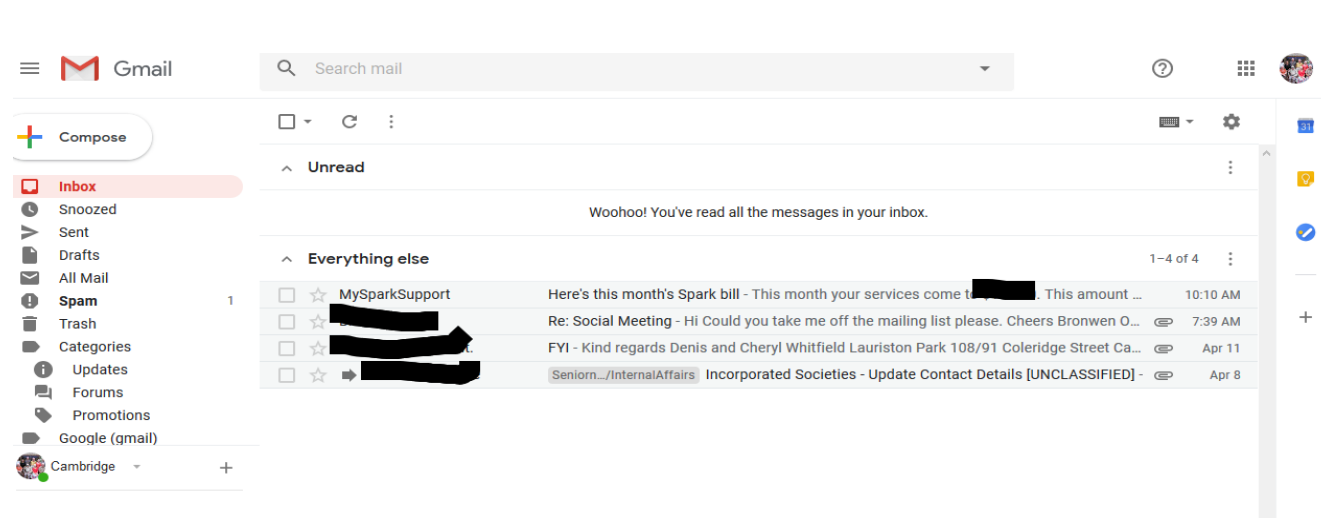 Gmail
Search mail
Compose
Unread
Inbox
Woohoo! You've read all the messages in your inbox.
Snoozed
Sent
Drafts
Everything else
1–4 of 4
All Mail
Spam 1
MySparkSupport Here's this month's Spark bill - This month your services come to . This amount ... 10:10 AM
Trash
Re: Social Meeting - Hi Could you take me off the mailing list please. Cheers Bronwen O... 7:39 AM
Categories
FYI - Kind regards Denis and Cheryl Whitfield Lauriston Park 108/91 Coleridge Street Ca... Apr 11
Updates
Seniorn.../InternalAffairs Incorporated Societies - Update Contact Details [UNCLASSIFIED] - Apr 8
Forums
Promotions
Google (gmail)
Cambridge
31